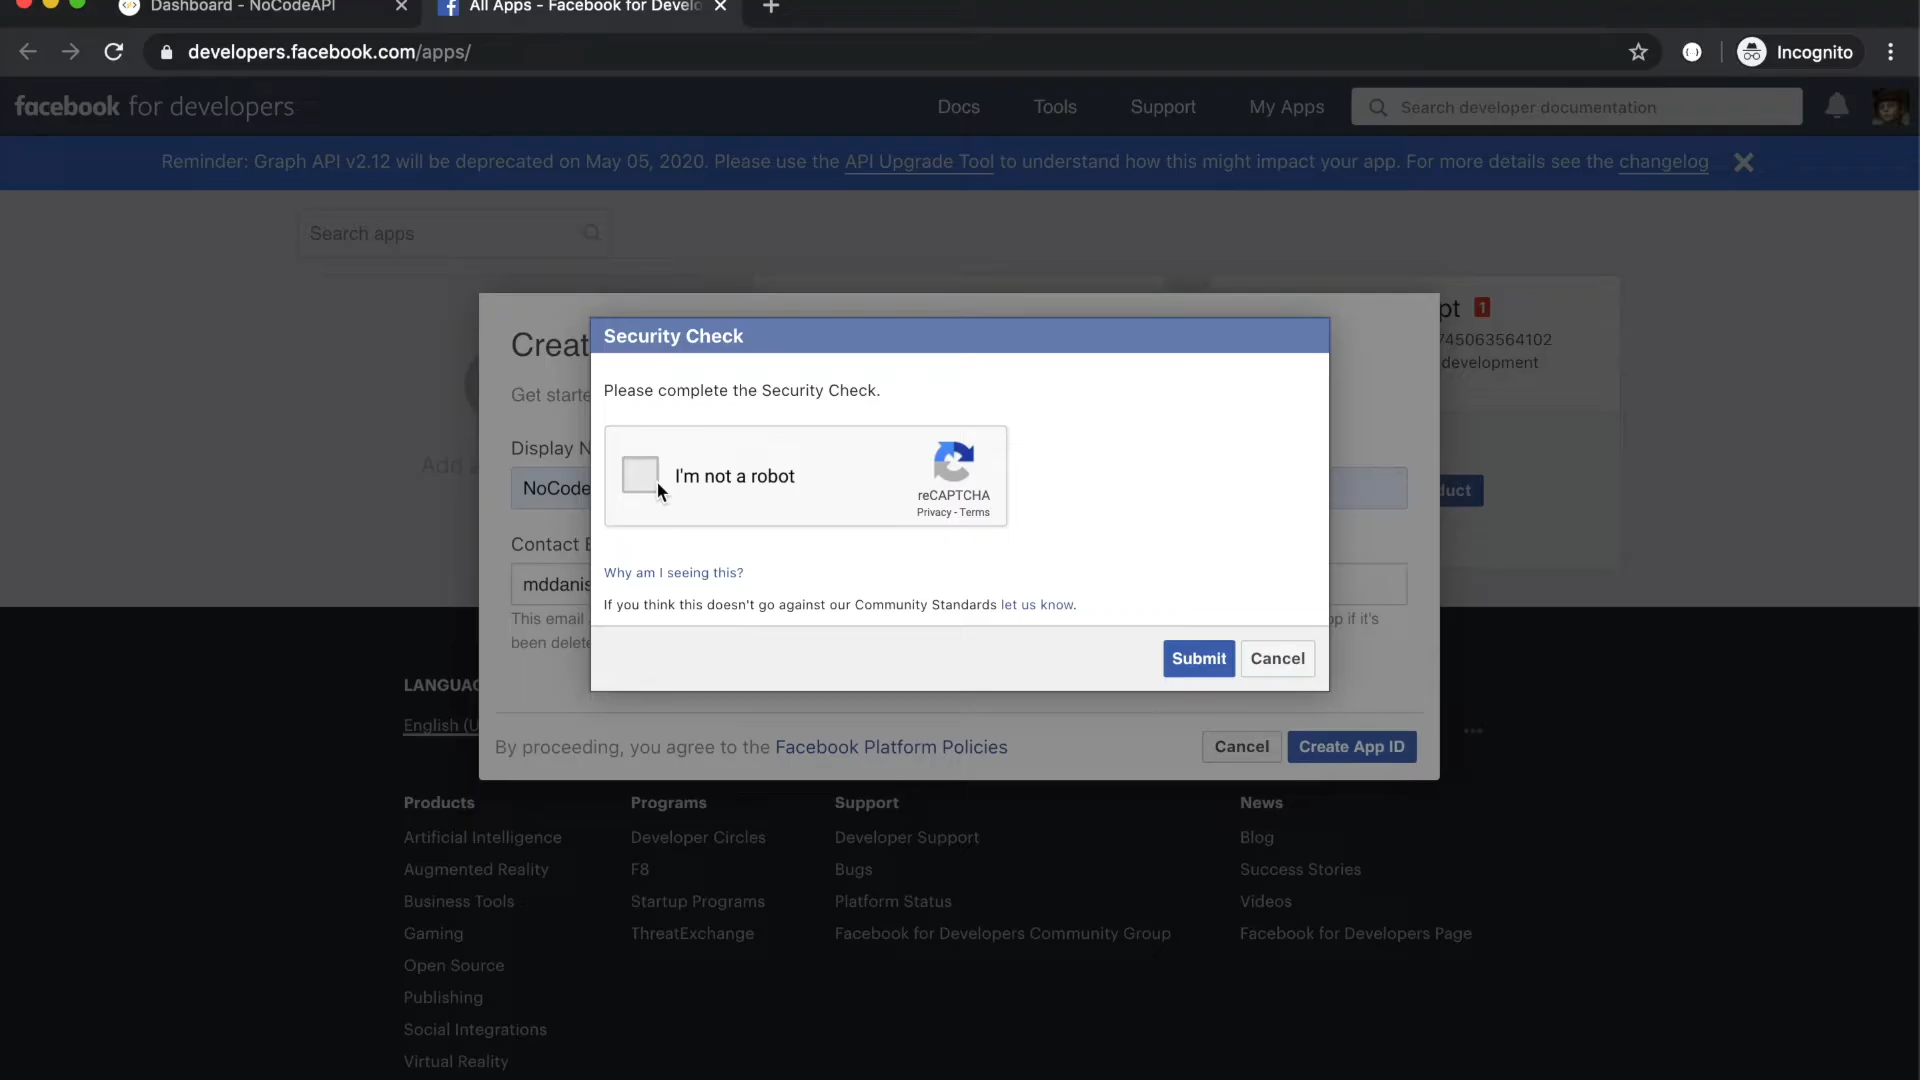 Dashboard - NoCodeAPI
All Apps - Facebook for Develo
developers.facebook.com/apps/
Incognito
facebook for developers
Docs
Tools
Support
My Apps
Search developer documentation
Reminder: Graph API v2.12 will be deprecated on May 05, 2020. Please use the API Upgrade Tool to understand how this might impact your app. For more details see the changelog
Search apps
Creat
pt 1
745063564102
development
Security Check
Get starte
Please complete the Security Check.
Display N
I'm not a robot
reCAPTCHA
Privacy - Terms
NoCode
duct
Contact E
Why am I seeing this?
mddanis
If you think this doesn't go against our Community Standards let us know.
This email
pp if it's
been delete
Submit
Cancel
LANGUAG
English (U
By proceeding, you agree to the Facebook Platform Policies
Cancel
Create App ID
Products
Artificial Intelligence
Augmented Reality
Business Tools
Gaming
Open Source
Publishing
Social Integrations
Virtual Reality
Programs
Developer Circles
F8
Startup Programs
ThreatExchange
Support
Developer Support
Bugs
Platform Status
Facebook for Developers Community Group
News
Blog
Success Stories
Videos
Facebook for Developers Page